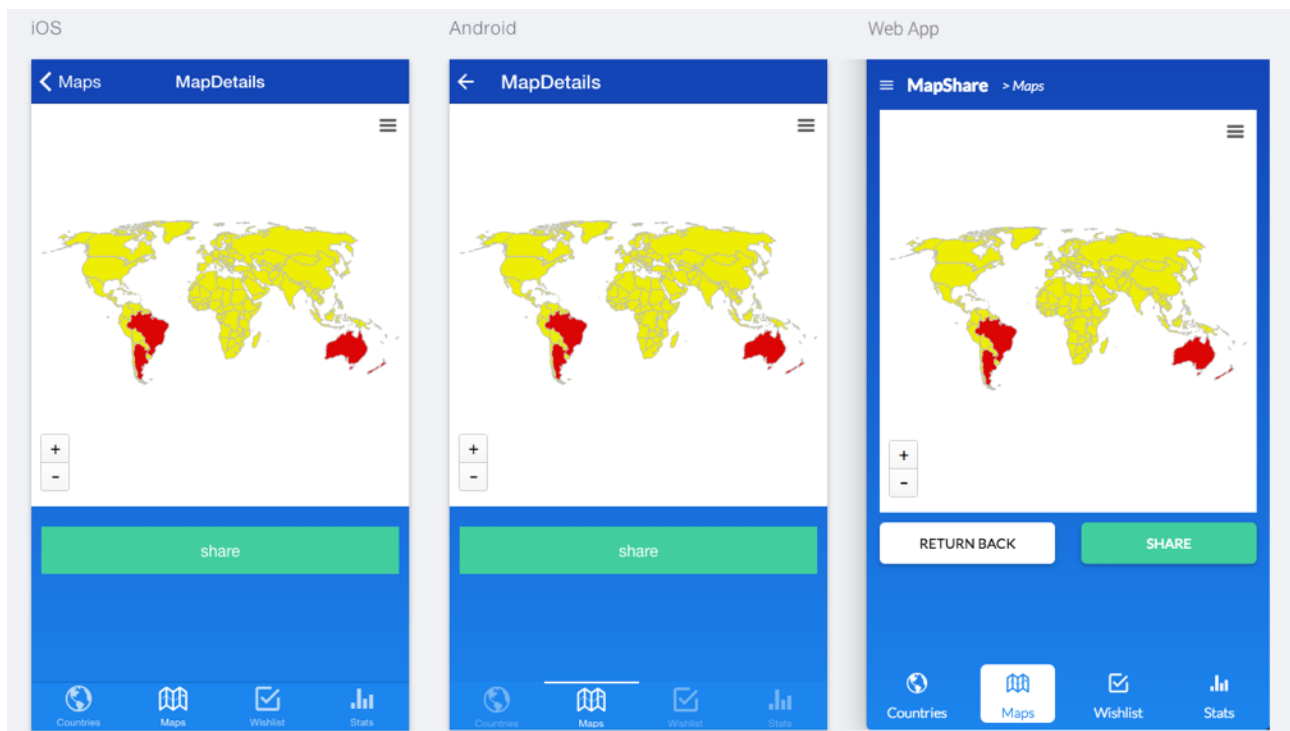 iOS
Android
Web App
Maps
MapDetails
MapDetails
MapShare > Maps
+
-
+
-
+
-
share
share
RETURN BACK
SHARE
Countries
Maps
Wishlist
Stats
Countries
Maps
Wishlist
Stats
Countries
Maps
Wishlist
Stats